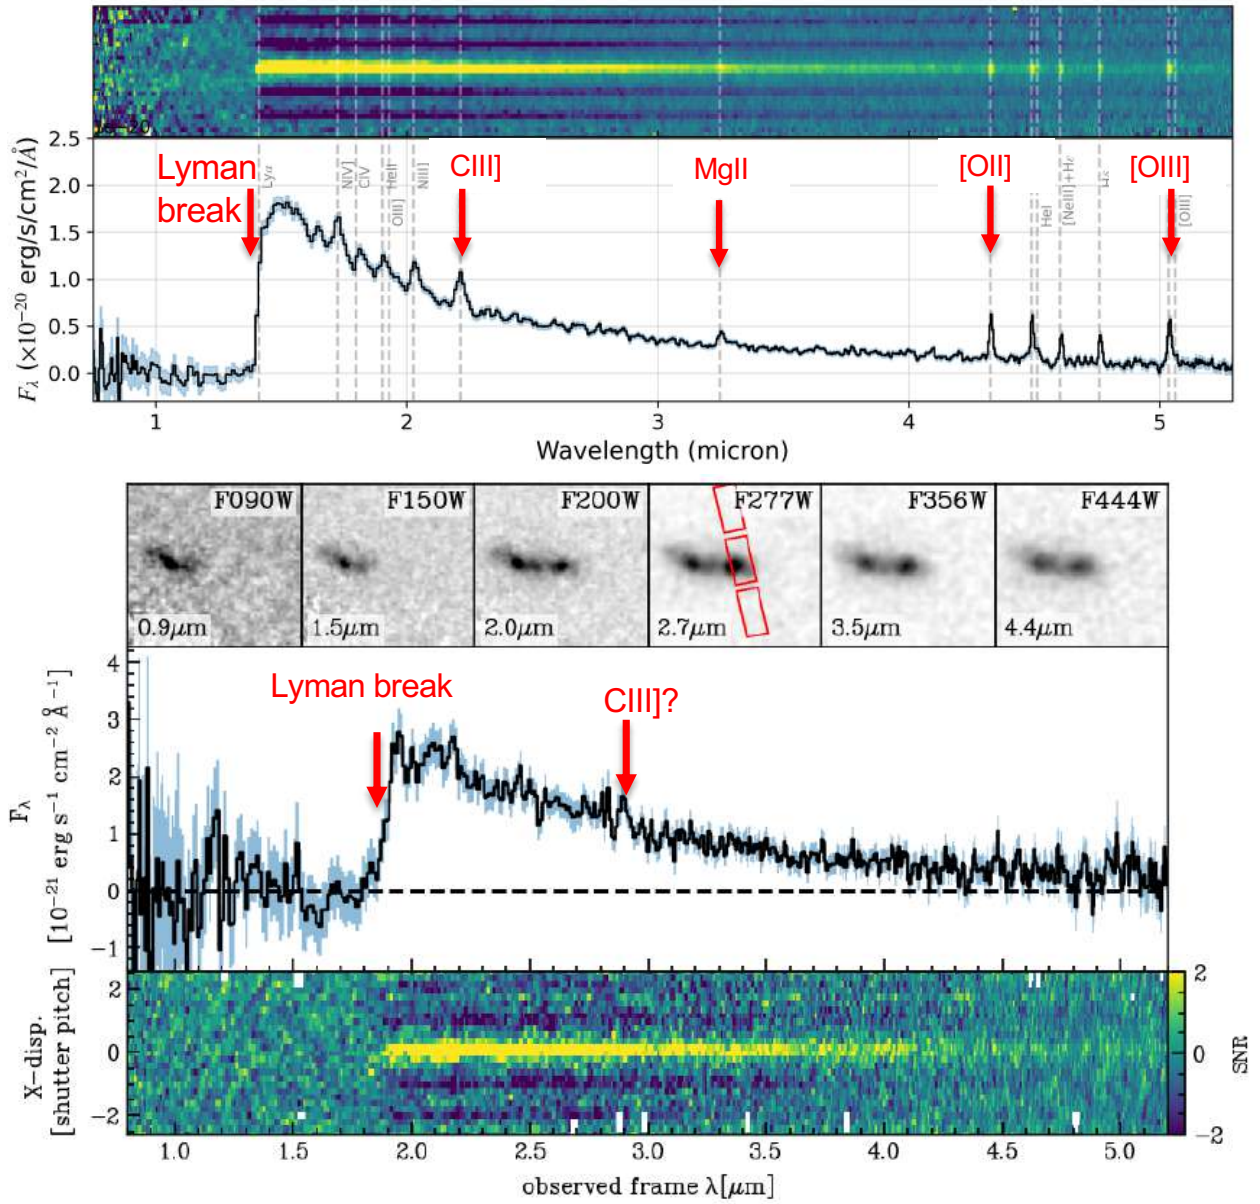 2.5
2.0
1.5
1.0
0.5
0.0
F_λ (×10⁻²⁰ erg/s/cm²/Å)
Lyman
break
CIII]
MgII
[OII]
[OIII]
Lyα
NIV]
CIV
HeII
OIII]
NIII]
HeI
[NeIII]+Hε
Hδ
[OIII]
1
2
3
4
5
Wavelength (micron)
F090W
F150W
F200W
F277W
F356W
F444W
0.9μm
1.5μm
2.0μm
2.7μm
3.5μm
4.4μm
4
3
2
1
0
−1
F_λ
[10⁻²¹ erg s⁻¹ cm⁻² Å⁻¹]
Lyman break
CIII]?
2
0
−2
X−disp.
[shutter pitch]
2
0
−2
SNR
1.0
1.5
2.0
2.5
3.0
3.5
4.0
4.5
5.0
observed frame λ[μm]